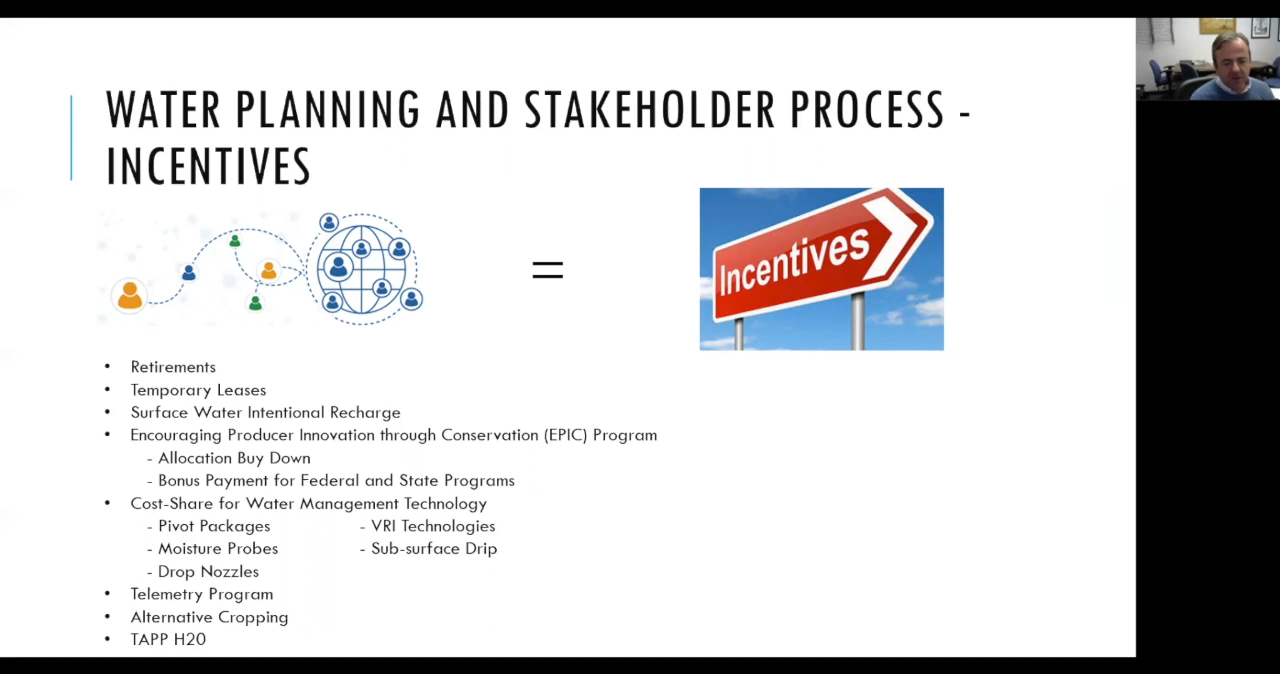 WATER PLANNING AND STAKEHOLDER PROCESS -
INCENTIVES
=
Incentives
• Retirements
• Temporary Leases
• Surface Water Intentional Recharge
• Encouraging Producer Innovation through Conservation (EPIC) Program
- Allocation Buy Down
- Bonus Payment for Federal and State Programs
• Cost-Share for Water Management Technology
- Pivot Packages - VRI Technologies
- Moisture Probes - Sub-surface Drip
- Drop Nozzles
• Telemetry Program
• Alternative Cropping
• TAPP H20